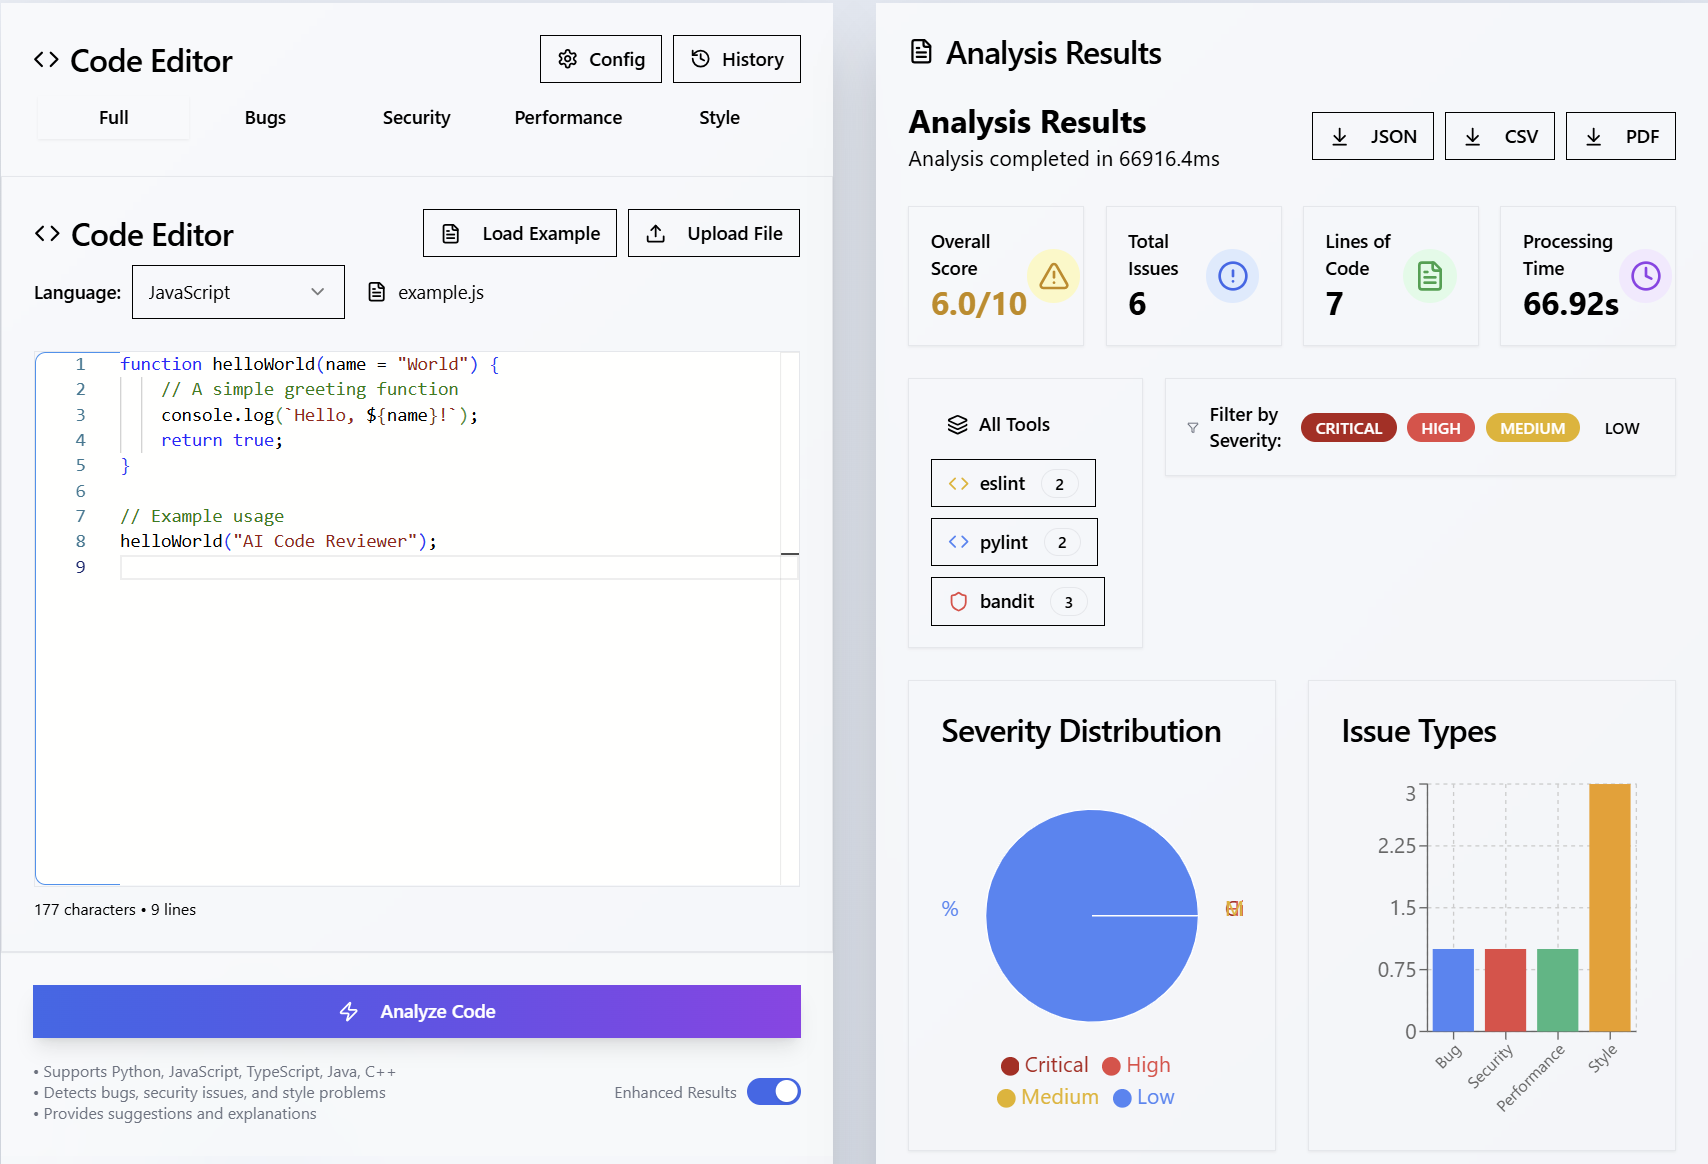 Code Editor
Config
History
Full
Bugs
Security
Performance
Style
Code Editor
Load Example
Upload File
Language:
JavaScript
example.js
1 function helloWorld(name = "World") {
2 // A simple greeting function
3 console.log(`Hello, ${name}!`);
4 return true;
5 }
6
7 // Example usage
8 helloWorld("AI Code Reviewer");
9
177 characters • 9 lines
Analyze Code
• Supports Python, JavaScript, TypeScript, Java, C++
• Detects bugs, security issues, and style problems
• Provides suggestions and explanations
Enhanced Results
Analysis Results
Analysis Results
Analysis completed in 66916.4ms
JSON
CSV
PDF
Overall
Score
6.0/10
Total
Issues
6
Lines of
Code
7
Processing
Time
66.92s
All Tools
eslint 2
pylint 2
bandit 3
Filter by
Severity:
CRITICAL
HIGH
MEDIUM
LOW
Severity Distribution
%
Critical
High
Medium
Low
Issue Types
3
2.25
1.5
0.75
0
Bug
Security
Performance
Style